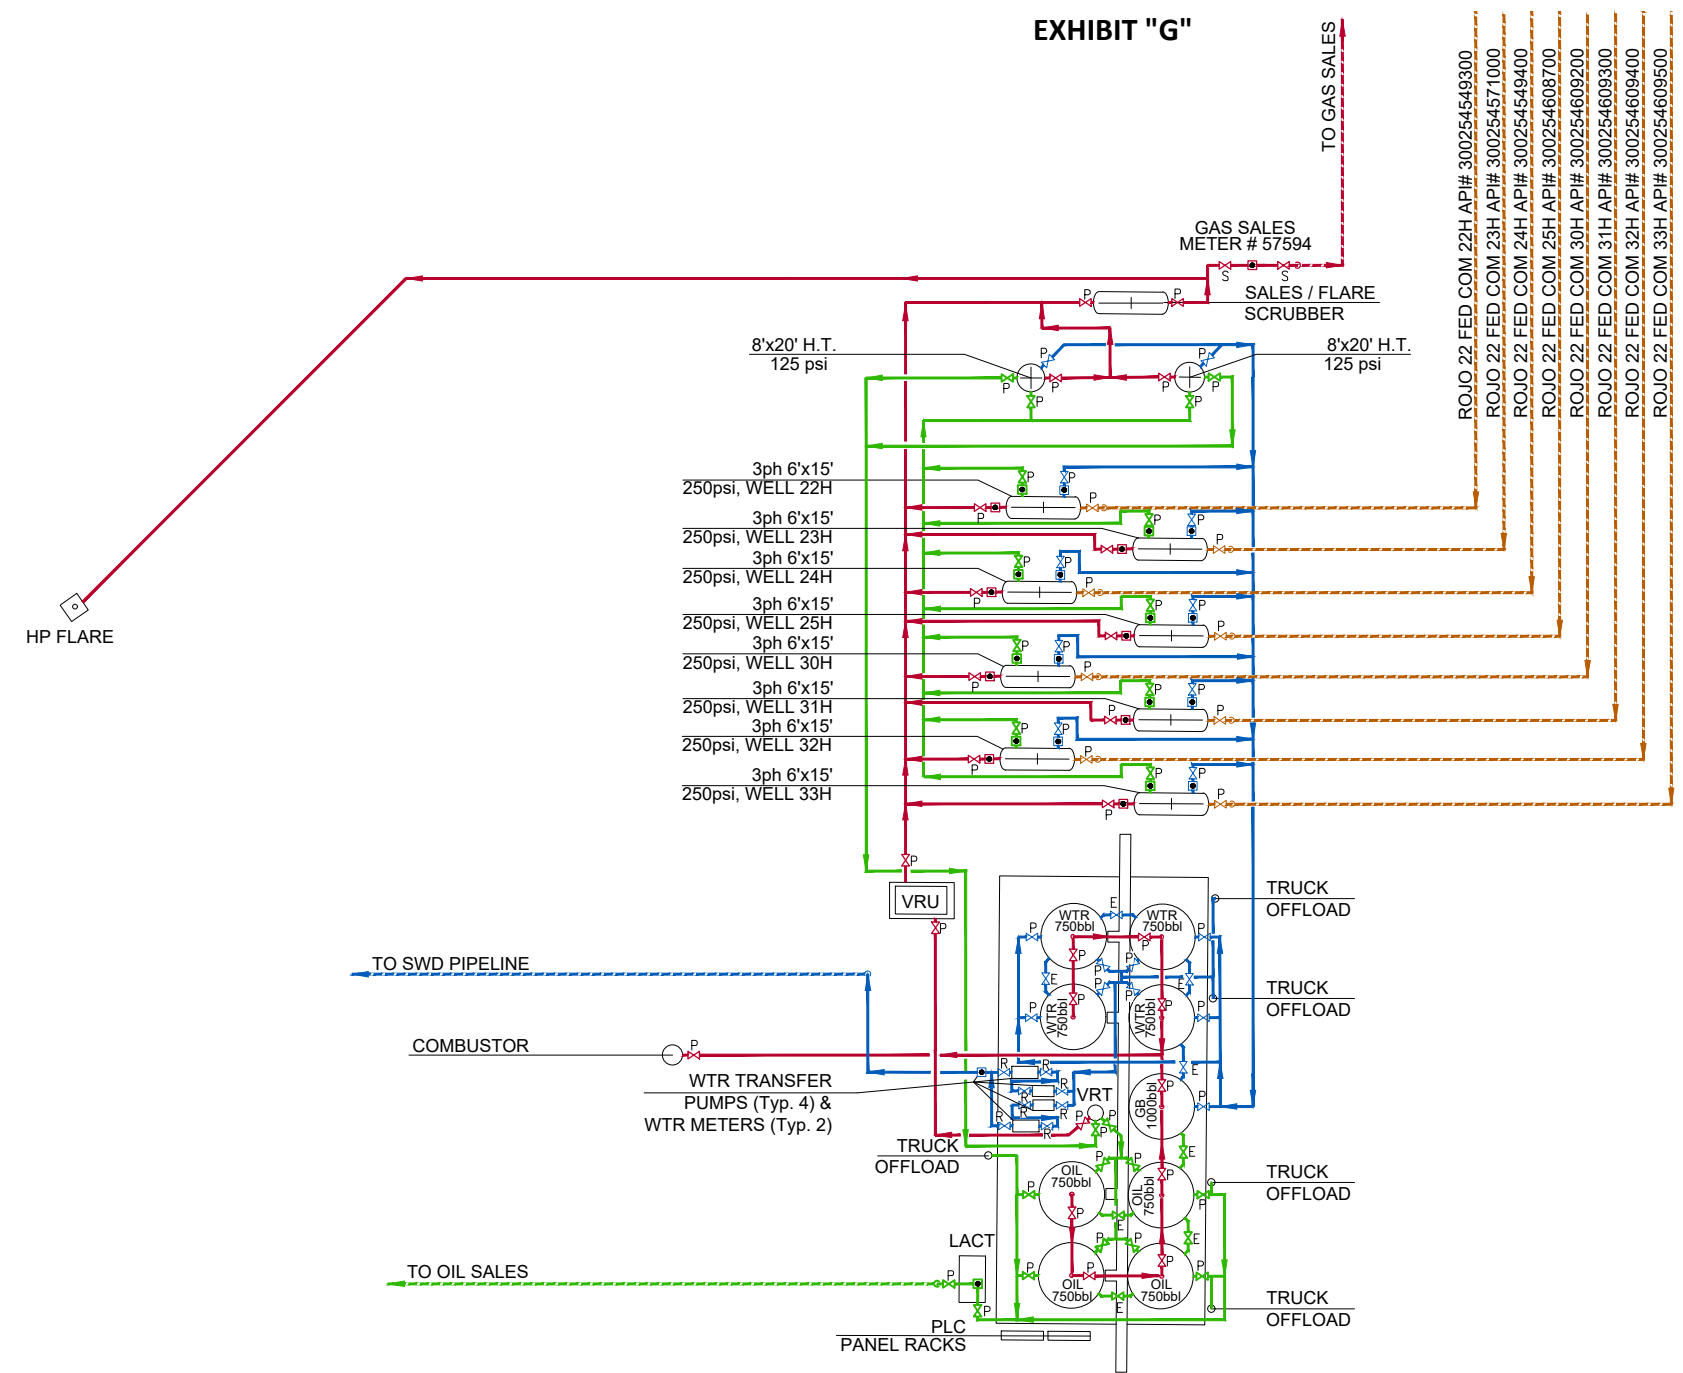 EXHIBIT "G"
TO GAS SALES
ROJO 22 FED COM 22H API# 300254549300
ROJO 22 FED COM 23H API# 300254571000
ROJO 22 FED COM 24H API# 300254549400
ROJO 22 FED COM 25H API# 300254608700
ROJO 22 FED COM 30H API# 300254609200
ROJO 22 FED COM 31H API# 300254609300
ROJO 22 FED COM 32H API# 300254609400
ROJO 22 FED COM 33H API# 300254609500
GAS SALES
METER # 57594
S S
SALES / FLARE
SCRUBBER
P P
8'x20' H.T.
125 psi
8'x20' H.T.
125 psi
P P
P P P P
P P
3ph 6'x15'
250psi, WELL 22H
P P P P
3ph 6'x15'
250psi, WELL 23H
P P P P
3ph 6'x15'
250psi, WELL 24H
P P P P
3ph 6'x15'
250psi, WELL 25H
P P P P
HP FLARE
3ph 6'x15'
250psi, WELL 30H
P P P P
3ph 6'x15'
250psi, WELL 31H
P P P P
3ph 6'x15'
250psi, WELL 32H
P P P P
3ph 6'x15'
250psi, WELL 33H
P P P P
P
VRU
P
TRUCK
OFFLOAD
WTR
750bbl
WTR
750bbl
E
P P P
P P P
E E
TO SWD PIPELINE
TRUCK
OFFLOAD
WTR
750bbl
WTR
750bbl
P P P P
COMBUSTOR
P
E
WTR TRANSFER
PUMPS (Typ. 4) &
WTR METERS (Typ. 2)
R R
R R
R R
R R
VRT
P P P
GB
1000bbl
P P
E
TRUCK
OFFLOAD
TRUCK
OFFLOAD
OIL
750bbl
OIL
750bbl
P P P P P P
E E
LACT
TO OIL SALES
P P
P P P P P P
OIL
750bbl
OIL
750bbl
E
TRUCK
OFFLOAD
PLC
PANEL RACKS